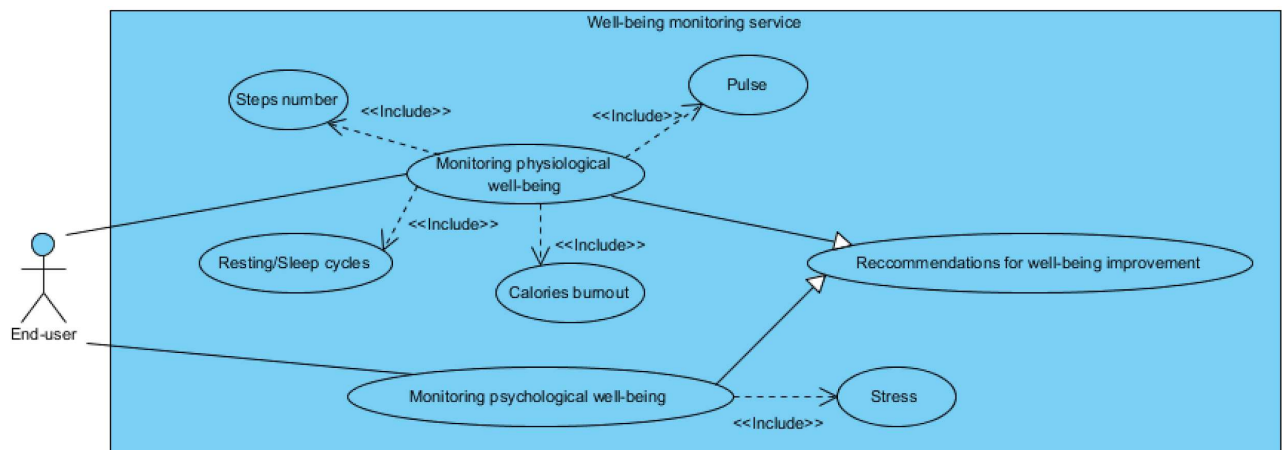 Well-being monitoring service
Steps number
<<Include>>
Pulse
<<Include>>
Monitoring physiological
well-being
<<Include>>
<<Include>>
Resting/Sleep cycles
Calories burnout
Reccommendations for well-being improvement
End-user
Monitoring psychological well-being
Stress
<<Include>>